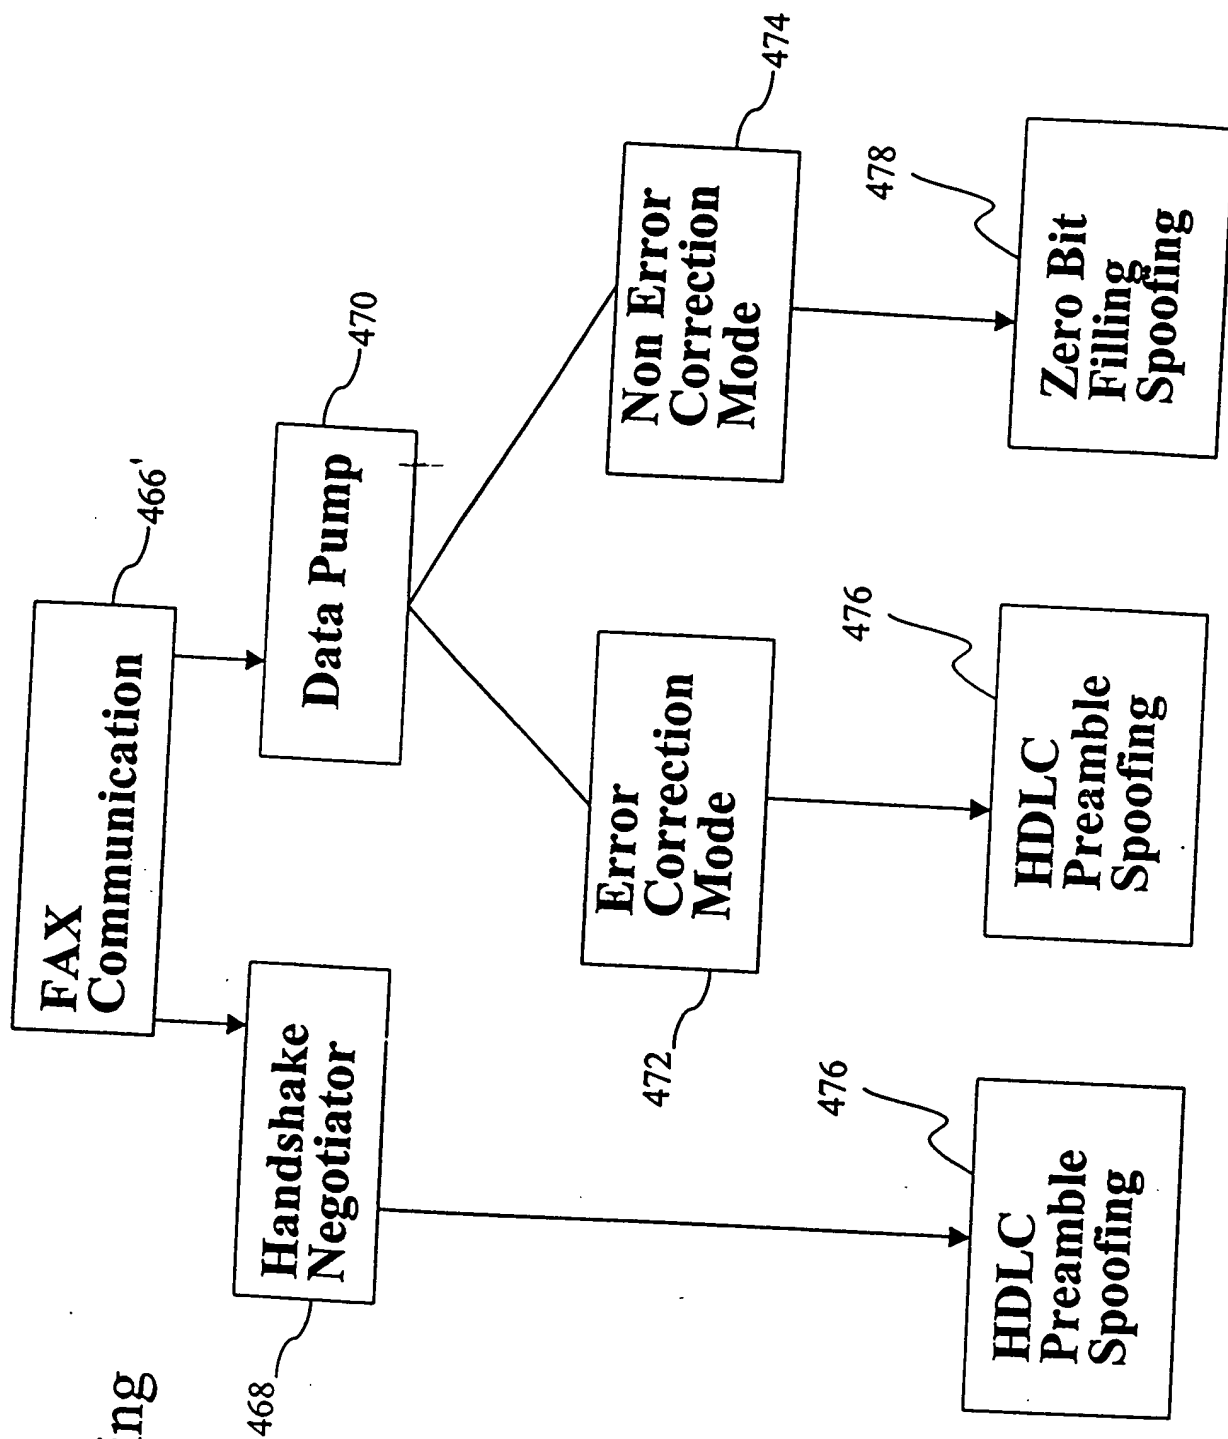 FAX
Communication
466'
Handshake
Negotiator
468
Data Pump
470
Error
Correction
Mode
472
Non Error
Correction
Mode
474
HDLC
Preamble
Spoofing
476
HDLC
Preamble
Spoofing
476
Zero Bit
Filling
Spoofing
478